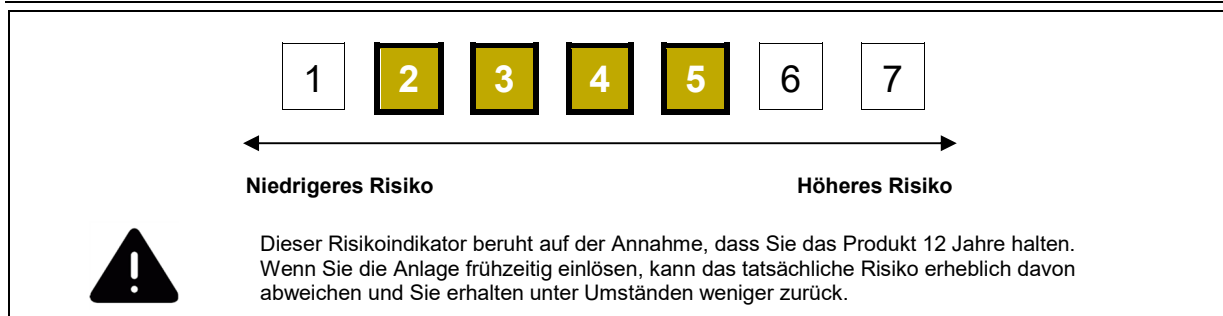 1 2 3 4 5 6 7
Niedrigeres Risiko Höheres Risiko
Dieser Risikoindikator beruht auf der Annahme, dass Sie das Produkt 12 Jahre halten.
Wenn Sie die Anlage frühzeitig einlösen, kann das tatsächliche Risiko erheblich davon
abweichen und Sie erhalten unter Umständen weniger zurück.